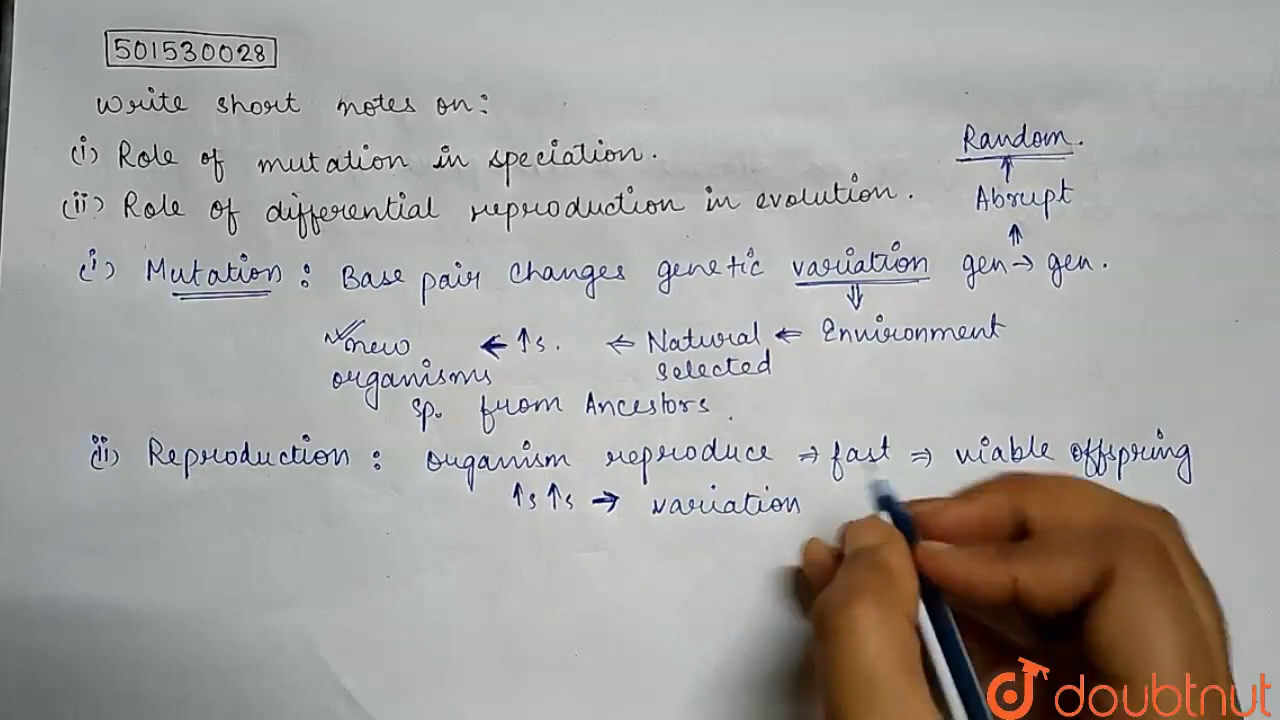 501530028
Write short notes on:
(i) Role of mutation in speciation.
(ii) Role of differential reproduction in evolution.
Random.
↑
Abrupt
↑
(i) Mutation: Base pair changes genetic variation gen → gen.
⇓
new ← ↑s. ⇐ Natural ⇐ Environment
organisms selected
sp. from Ancestors.
(ii) Reproduction: organism reproduce ⇒ fast ⇒ viable offspring
↑s ↑s → variation
doubtnut